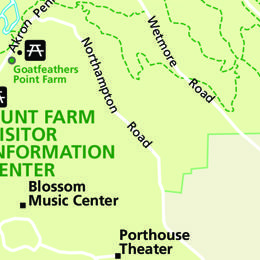 Akron Pen
Wetmore Road
Northampton Road
Goatfeathers
Point Farm
UNT FARM
ISITOR
NFORMATION
ENTER
Blossom
Music Center
Porthouse
Theater